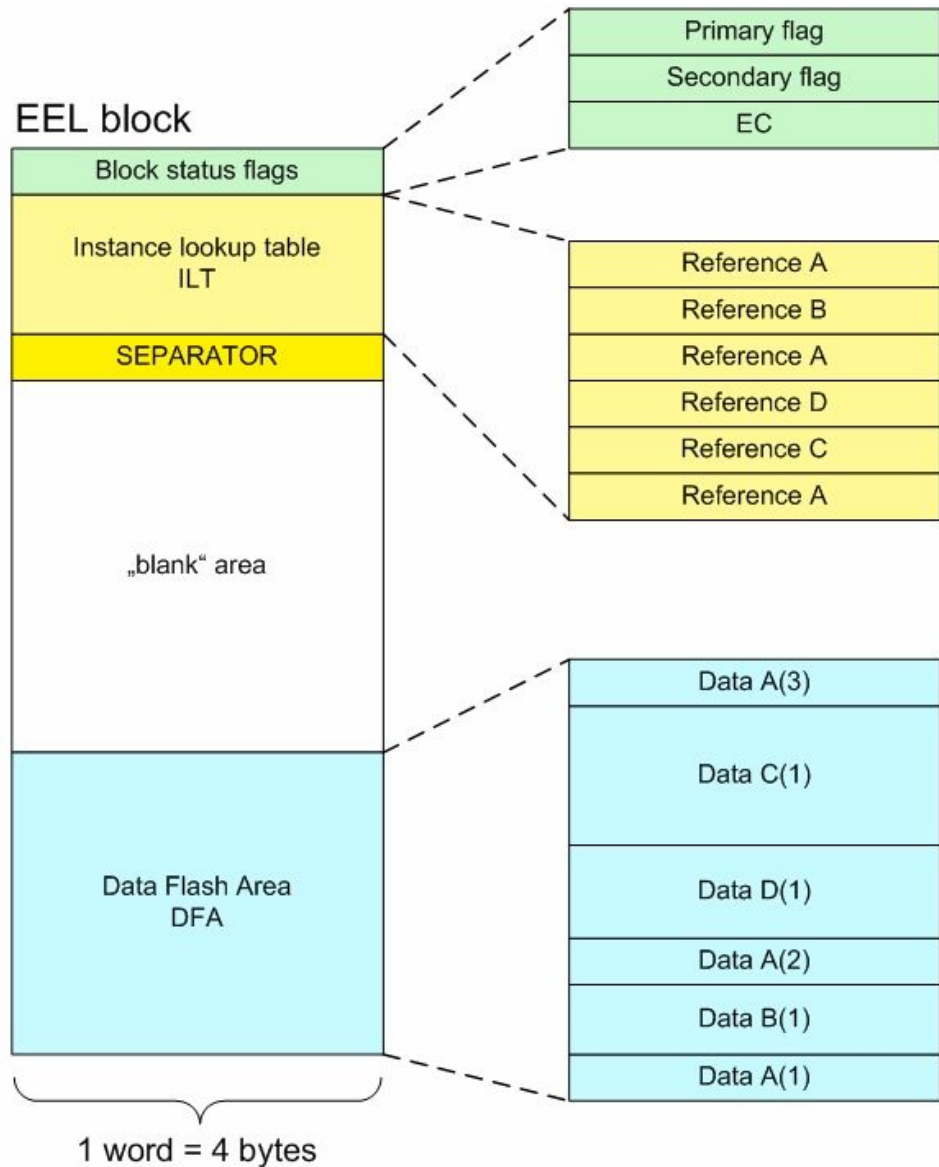 EEL block
Block status flags
Instance lookup table
ILT
SEPARATOR
„blank“ area
Data Flash Area
DFA
1 word = 4 bytes
Primary flag
Secondary flag
EC
Reference A
Reference B
Reference A
Reference D
Reference C
Reference A
Data A(3)
Data C(1)
Data D(1)
Data A(2)
Data B(1)
Data A(1)